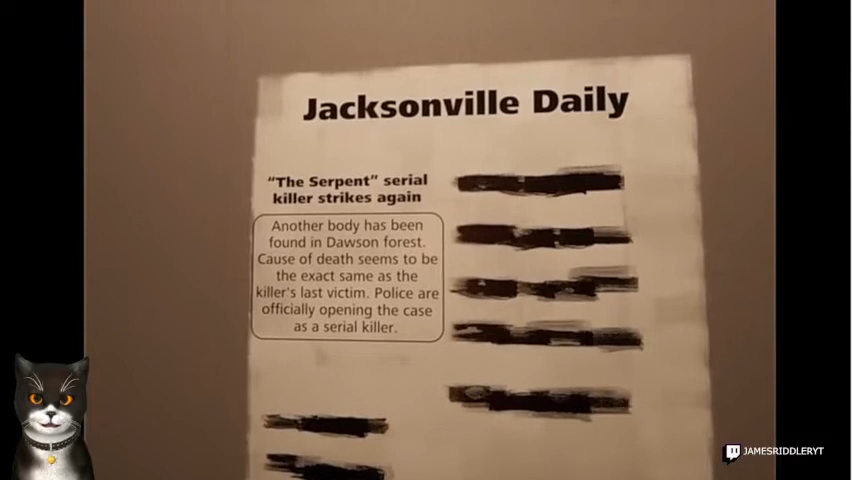 Jacksonville Daily
"The Serpent" serial
killer strikes again
Another body has been
found in Dawson forest.
Cause of death seems to be
the exact same as the
killer's last victim. Police are
officially opening the case
as a serial killer.
JAMESRIDDLERYT